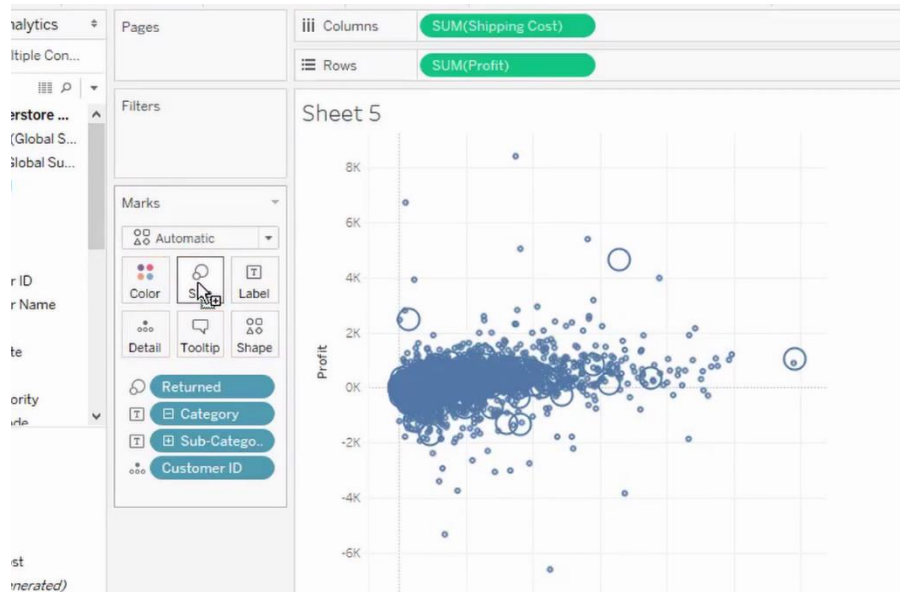 nalytics
Pages
Columns
SUM(Shipping Cost)
ltiple Con...
Rows
SUM(Profit)
erstore ...
(Global S...
Global Su...
Filters
Sheet 5
Marks
Automatic
Color
Label
Detail
Tooltip
Shape
r ID
r Name
te
ority
Returned
Category
Sub-Catego..
Customer ID
st
nerated)
Profit
8K
6K
4K
2K
0K
-2K
-4K
-6K